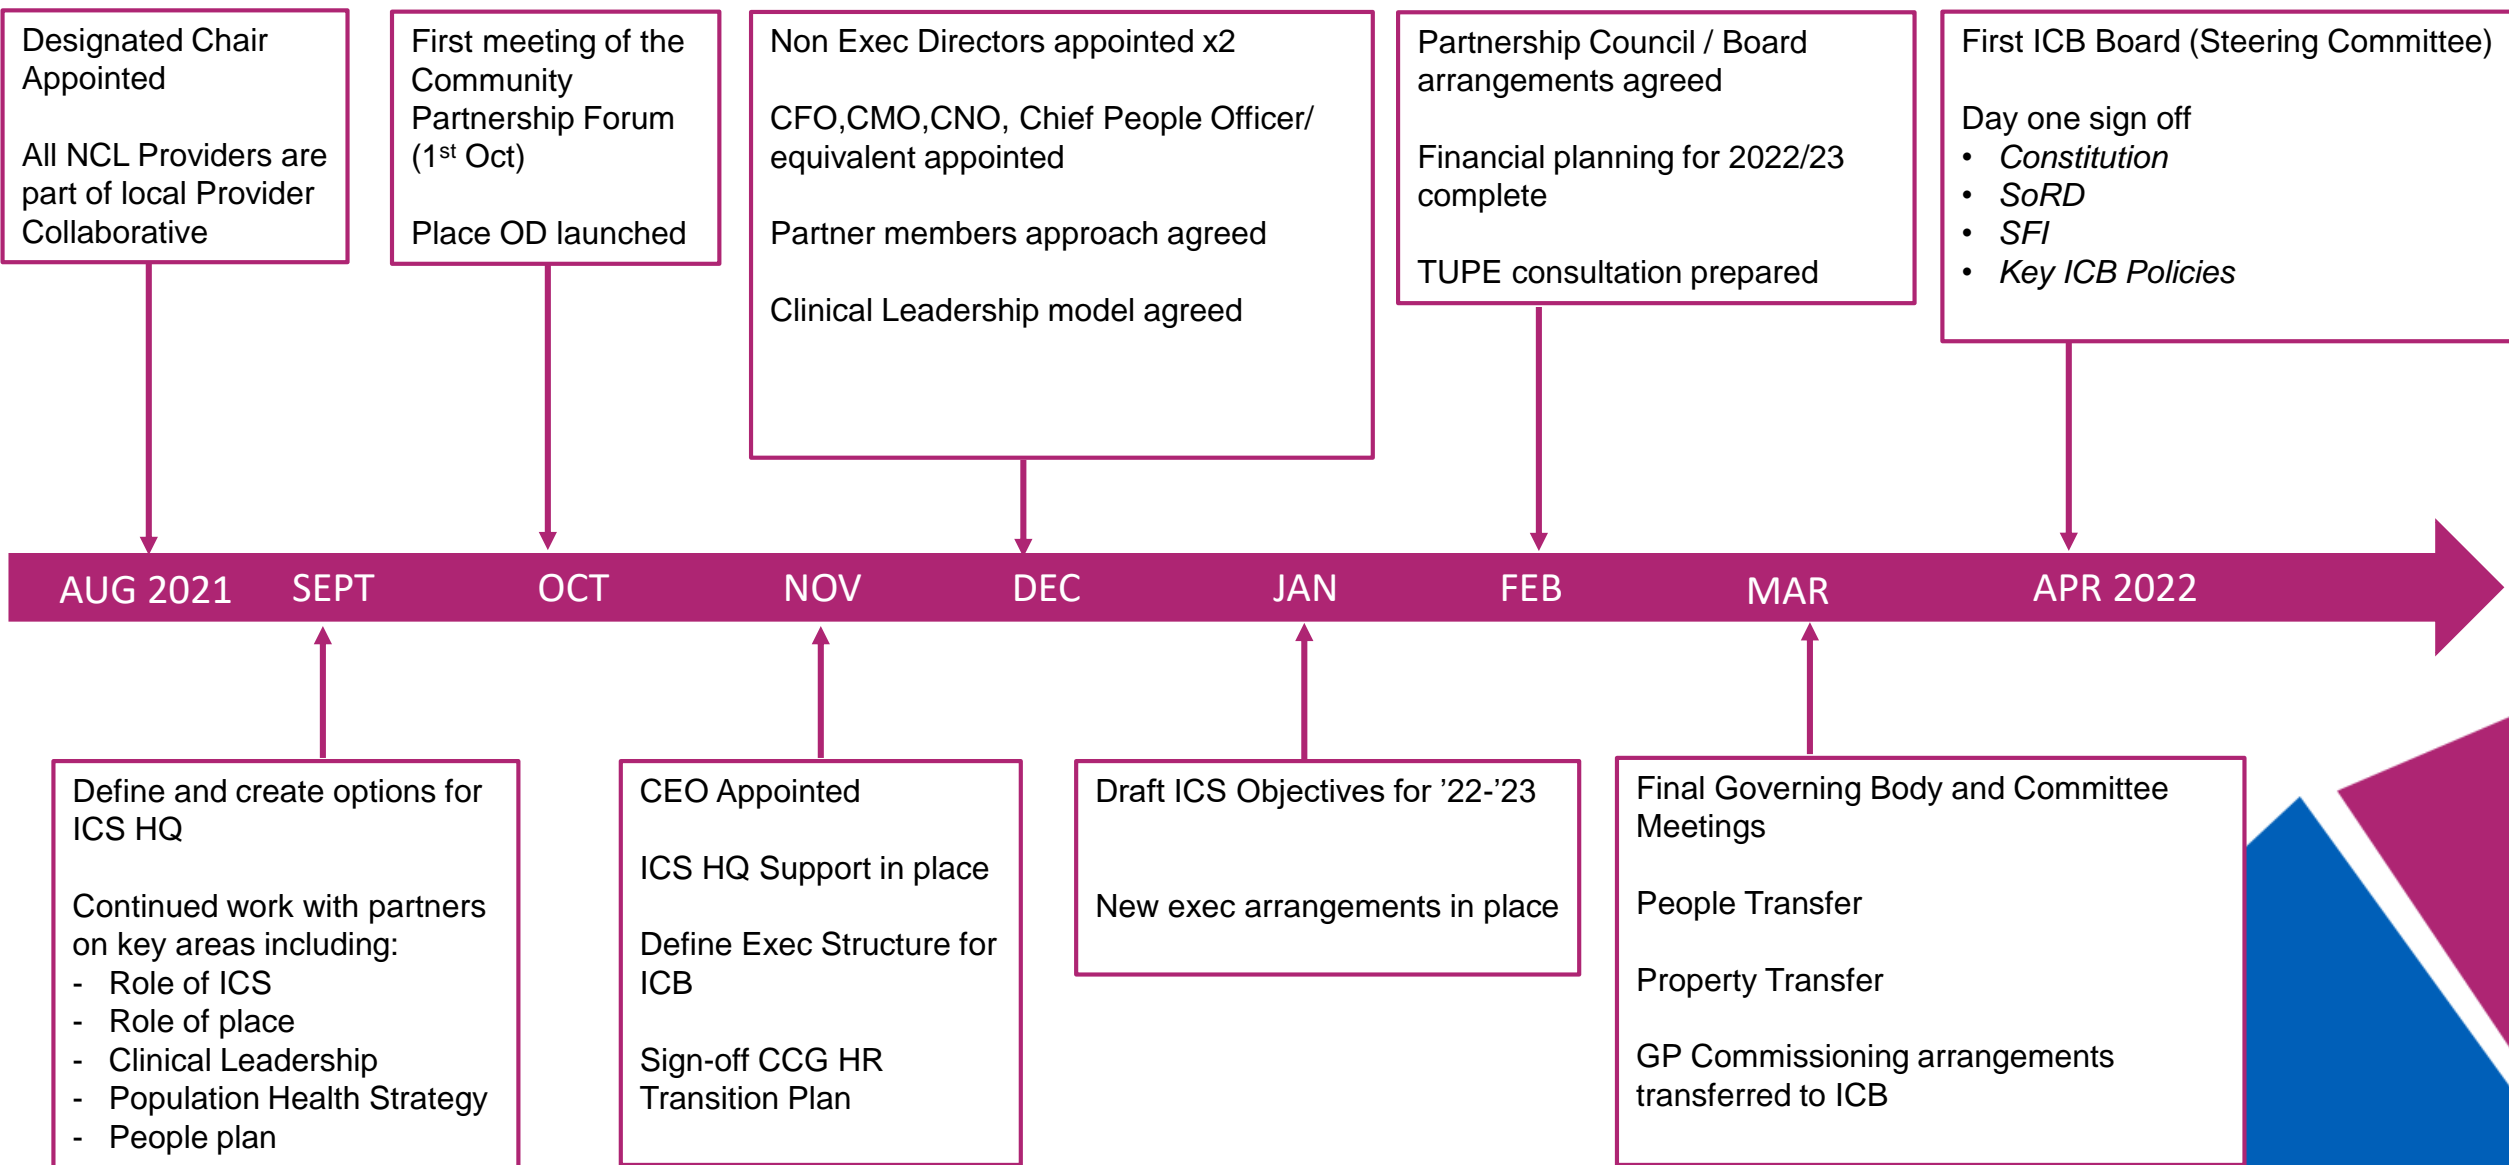 Designated Chair
Appointed
All NCL Providers are
part of local Provider
Collaborative
First meeting of the
Community
Partnership Forum
(1st Oct)
Place OD launched
Non Exec Directors appointed x2
CFO,CMO,CNO, Chief People Officer/
equivalent appointed
Partner members approach agreed
Clinical Leadership model agreed
Partnership Council / Board
arrangements agreed
Financial planning for 2022/23
complete
TUPE consultation prepared
First ICB Board (Steering Committee)
Day one sign off
• Constitution
• SoRD
• SFI
• Key ICB Policies
AUG 2021 SEPT OCT NOV DEC JAN FEB MAR APR 2022
Define and create options for
ICS HQ
Continued work with partners
on key areas including:
- Role of ICS
- Role of place
- Clinical Leadership
- Population Health Strategy
- People plan
CEO Appointed
ICS HQ Support in place
Define Exec Structure for
ICB
Sign-off CCG HR
Transition Plan
Draft ICS Objectives for ’22-’23
New exec arrangements in place
Final Governing Body and Committee
Meetings
People Transfer
Property Transfer
GP Commissioning arrangements
transferred to ICB